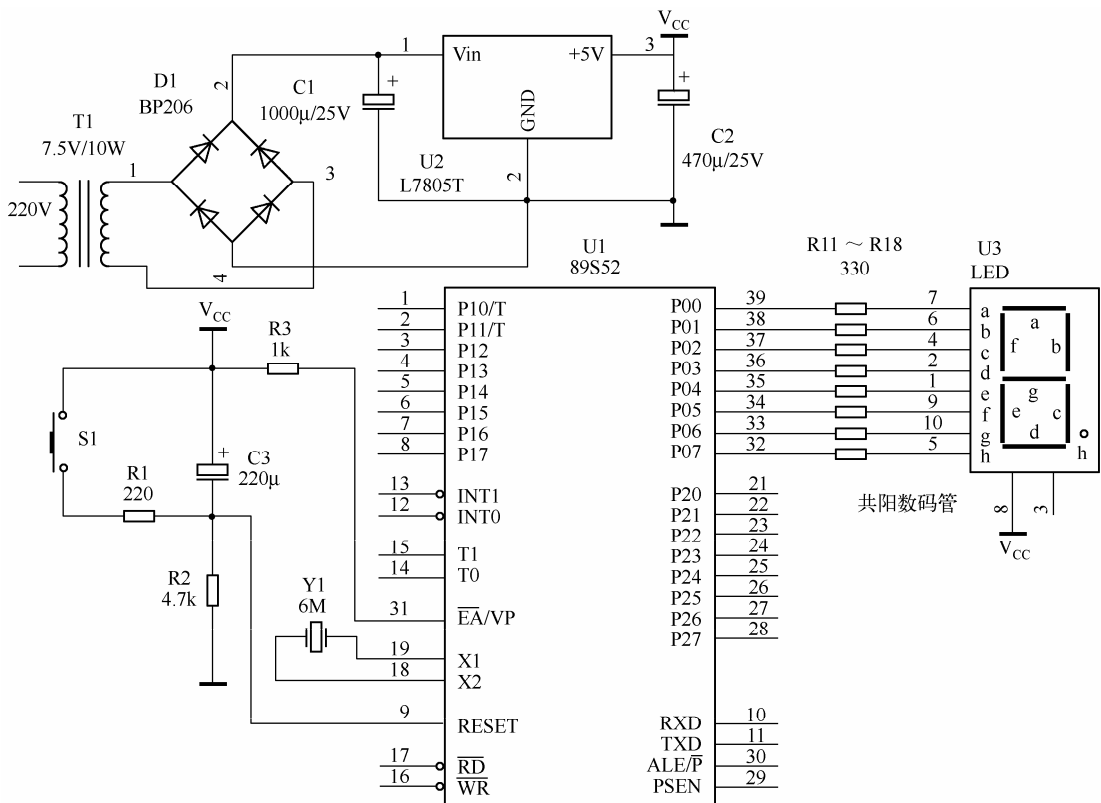 VCC
1
Vin
+5V
3
D1
BP206
2
C1
1000μ/25V
+
GND
+
C2
470μ/25V
T1
7.5V/10W
1
3
U2
L7805T
2
220V
4
U1
89S52
R11 ～ R18
330
U3
LED
VCC
R3
1k
S1
R1
220
+
C3
220μ
R2
4.7k
Y1
6M
1 P10/T
2 P11/T
3 P12
4 P13
5 P14
6 P15
7 P16
8 P17
13 INT1
12 INT0
15 T1
14 T0
31 EA/VP
19 X1
18 X2
9 RESET
17 RD
16 WR
P00 39 7 a
P01 38 6 b
P02 37 4 c
P03 36 2 d
P04 35 1 e
P05 34 9 f
P06 33 10 g
P07 32 5 h
a
f b
g
e c
d
h
P20 21
P21 22
P22 23
P23 24
P24 25
P25 26
P26 27
P27 28
共阳数码管
8
3
VCC
RXD 10
TXD 11
ALE/P 30
PSEN 29